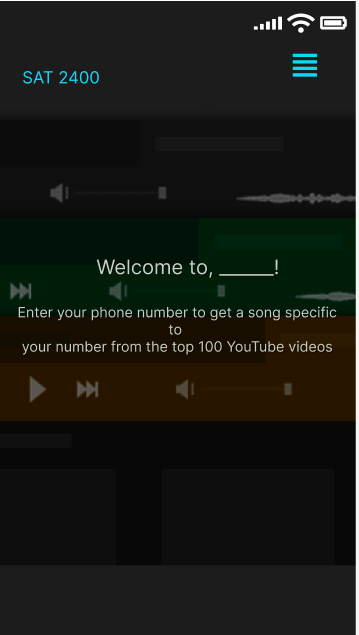 SAT 2400
Welcome to, ______!
Enter your phone number to get a song specific
to
your number from the top 100 YouTube videos